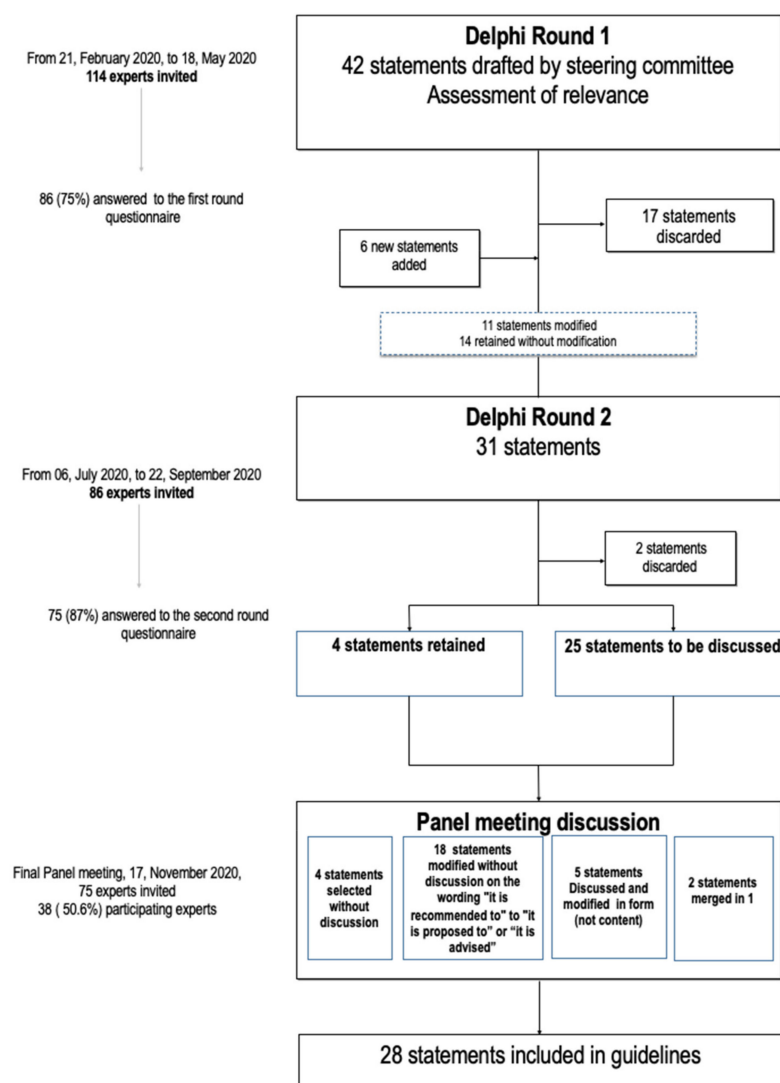 Delphi Round 1
42 statements drafted by steering committee
Assessment of relevance
From 21, February 2020, to 18, May 2020
114 experts invited
86 (75%) answered to the first round
questionnaire
17 statements
discarded
6 new statements
added
11 statements modified
14 retained without modification
Delphi Round 2
31 statements
From 06, July 2020, to 22, September 2020
86 experts invited
2 statements
discarded
75 (87%) answered to the second round
questionnaire
4 statements retained
25 statements to be discussed
Panel meeting discussion
Final Panel meeting, 17, November 2020,
75 experts invited
38 ( 50.6%) participating experts
4 statements
selected
without
discussion
18 statements
modified without
discussion on the
wording "it is
recommended to" to "it
is proposed to” or “it is
advised”
5 statements
Discussed and
modified in form
(not content)
2 statements
merged in 1
28 statements included in guidelines